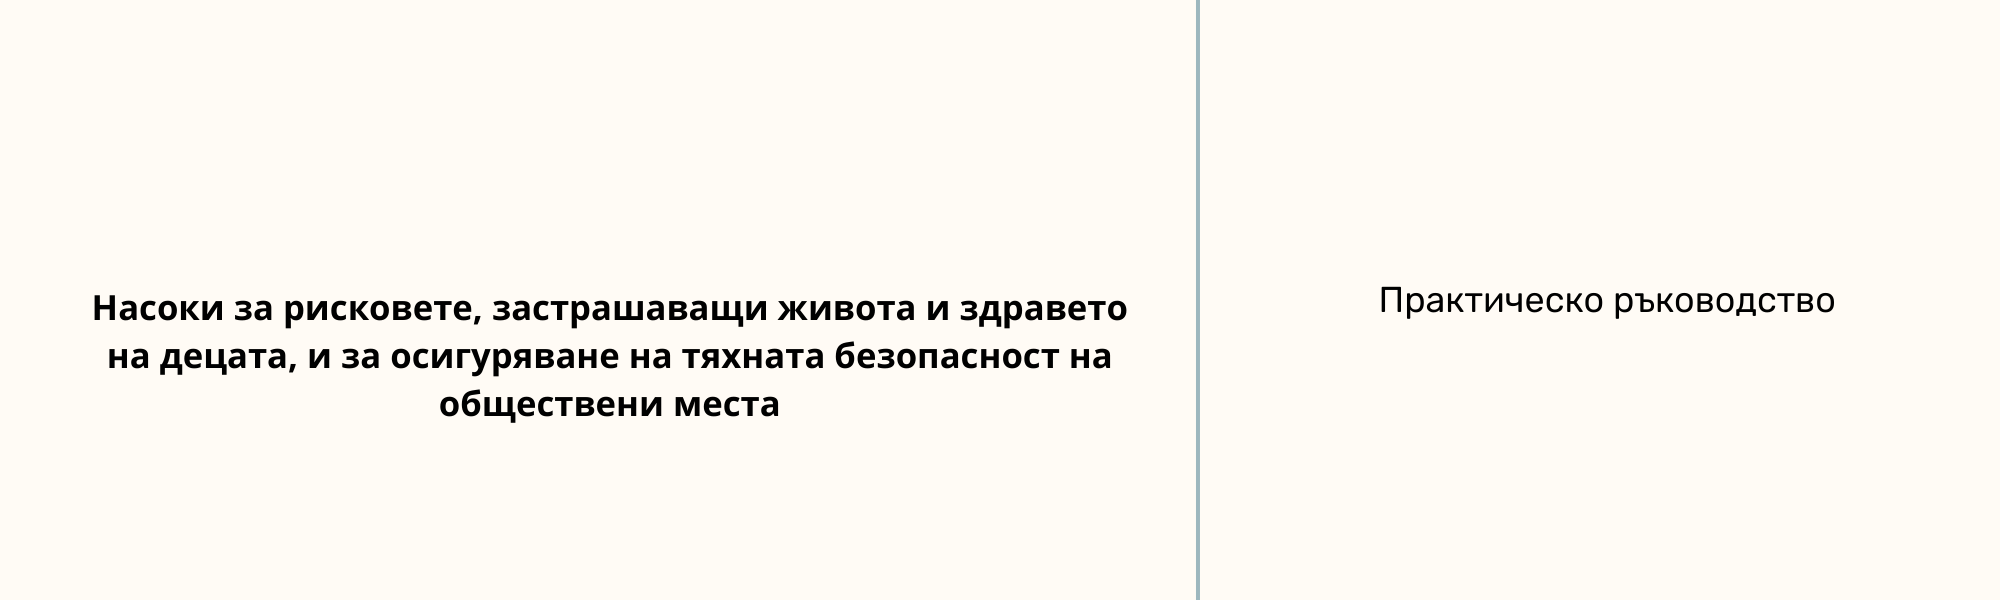 Насоки за рисковете, застрашаващи живота и здравето
на децата, и за осигуряване на тяхната безопасност на
обществени места
Практическо ръководство